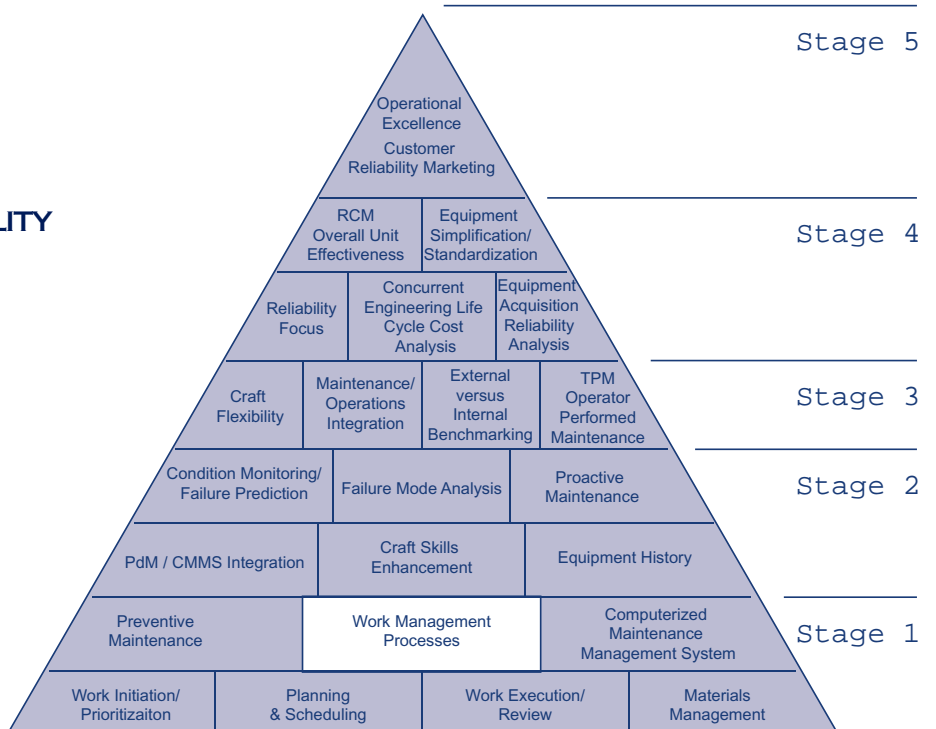 Stage 5
Operational
Excellence
Customer
Reliability Marketing
LITY
Stage 4
RCM
Overall Unit
Effectiveness
Equipment
Simplification/
Standardization
Reliability
Focus
Concurrent
Engineering Life
Cycle Cost
Analysis
Equipment
Acquisition
Reliability
Analysis
Stage 3
Craft
Flexibility
Maintenance/
Operations
Integration
External
versus
Internal
Benchmarking
TPM
Operator
Performed
Maintenance
Stage 2
Condition Monitoring/
Failure Prediction
Failure Mode Analysis
Proactive
Maintenance
PdM / CMMS Integration
Craft Skills
Enhancement
Equipment History
Stage 1
Preventive
Maintenance
Work Management
Processes
Computerized
Maintenance
Management System
Work Initiation/
Prioritizaiton
Planning
& Scheduling
Work Execution/
Review
Materials
Management